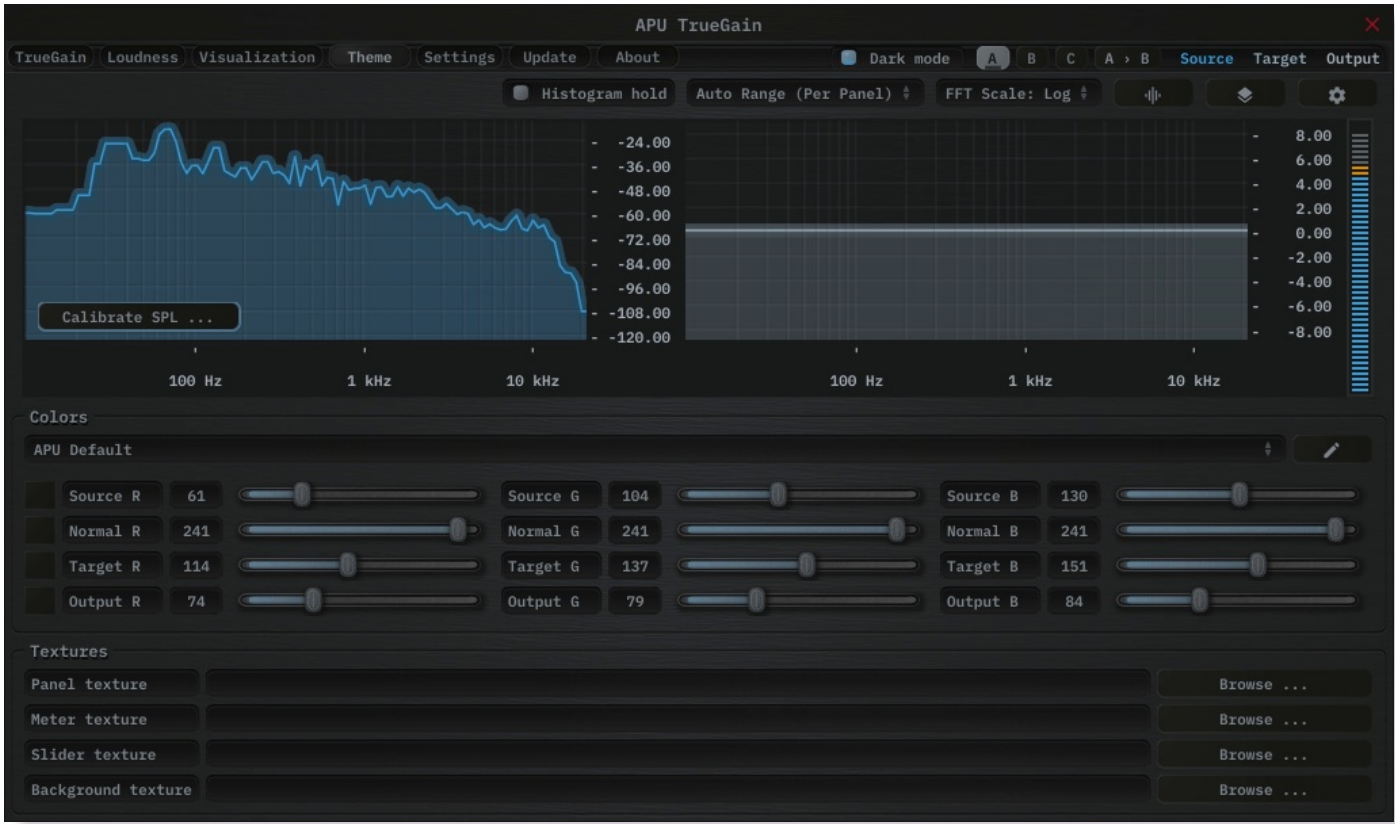 APU TrueGain
TrueGain Loudness Visualization Theme Settings Update About Dark mode A B C A › B Source Target Output
Histogram hold Auto Range (Per Panel) FFT Scale: Log
- -24.00
- -36.00
- -48.00
- -60.00
- -72.00
- -84.00
- -96.00
- -108.00
- -120.00
Calibrate SPL ...
100 Hz 1 kHz 10 kHz
- 8.00
- 6.00
- 4.00
- 2.00
- 0.00
- -2.00
- -4.00
- -6.00
- -8.00
100 Hz 1 kHz 10 kHz
Colors
APU Default
Source R 61 Source G 104 Source B 130
Normal R 241 Normal G 241 Normal B 241
Target R 114 Target G 137 Target B 151
Output R 74 Output G 79 Output B 84
Textures
Panel texture Browse ...
Meter texture Browse ...
Slider texture Browse ...
Background texture Browse ...